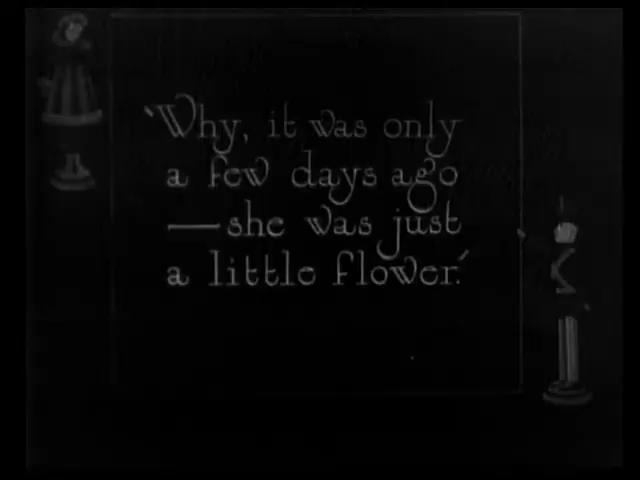 ‛Why, it was only
a few days ago
—she was just
a little flower.’